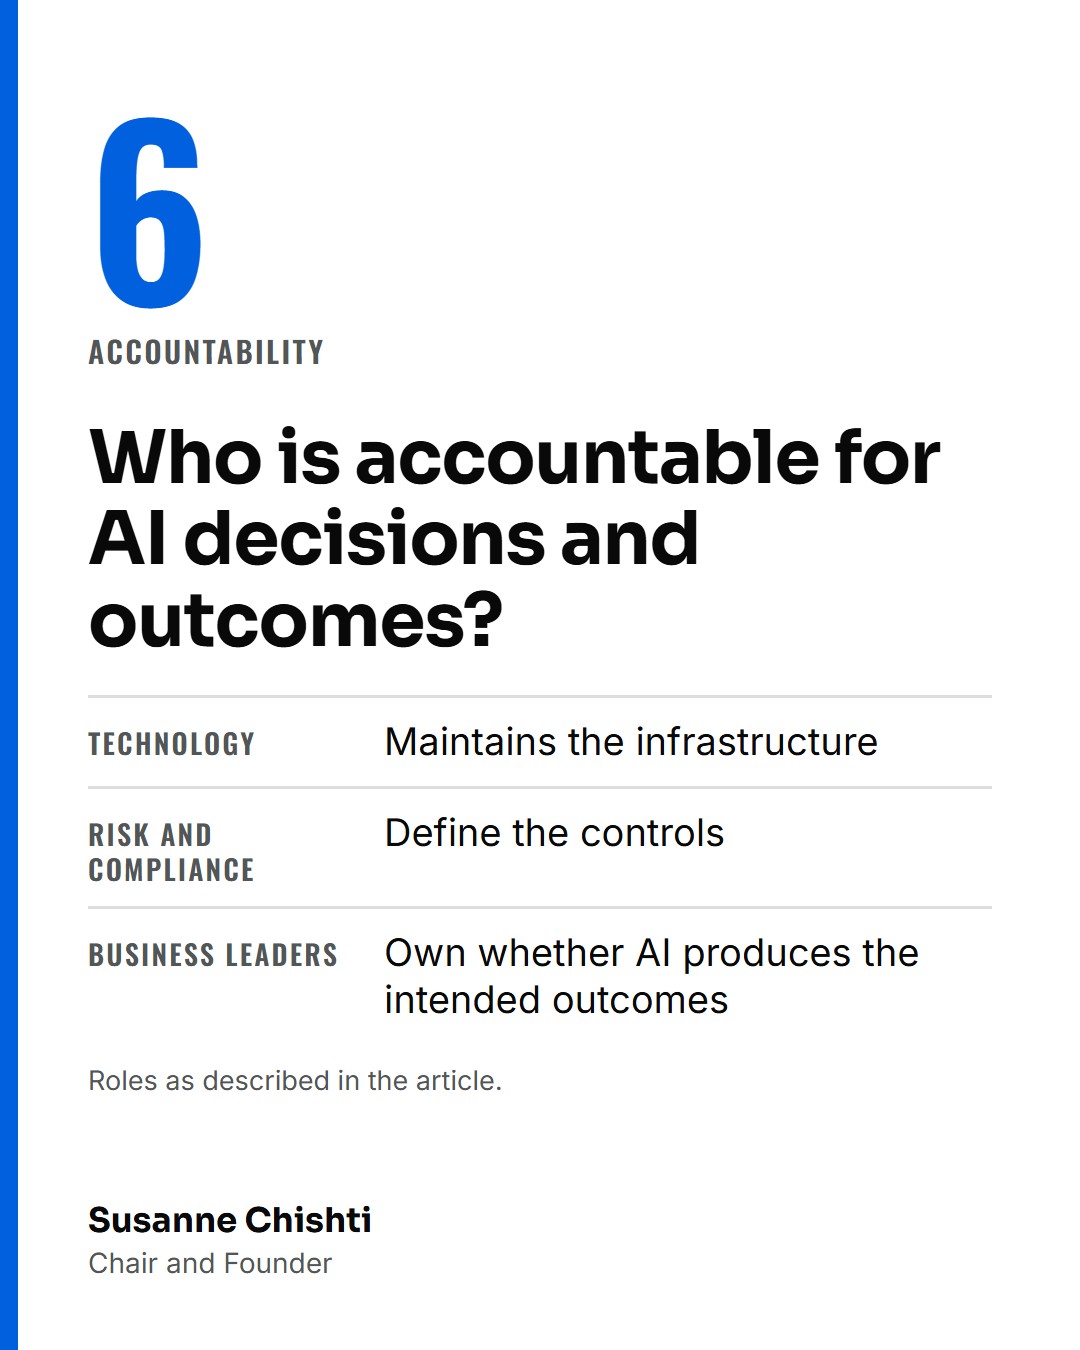 6
ACCOUNTABILITY
Who is accountable for
AI decisions and
outcomes?
TECHNOLOGY
Maintains the infrastructure
RISK AND
COMPLIANCE
Define the controls
BUSINESS LEADERS
Own whether AI produces the
intended outcomes
Roles as described in the article.
Susanne Chishti
Chair and Founder